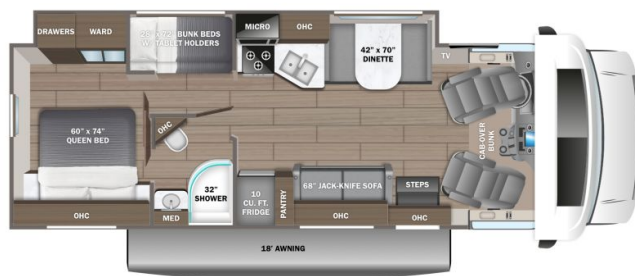 DRAWERS
WARD
28" x 75" BUNK BEDS
W/ TABLET HOLDERS
MICRO
OHC
42" x 70"
DINETTE
TV
60" x 74"
QUEEN BED
OHC
CAB-OVER
BUNK
32"
SHOWER
10
CU. FT.
FRIDGE
PANTRY
68" JACK-KNIFE SOFA
STEPS
OHC
MED
OHC
OHC
18' AWNING